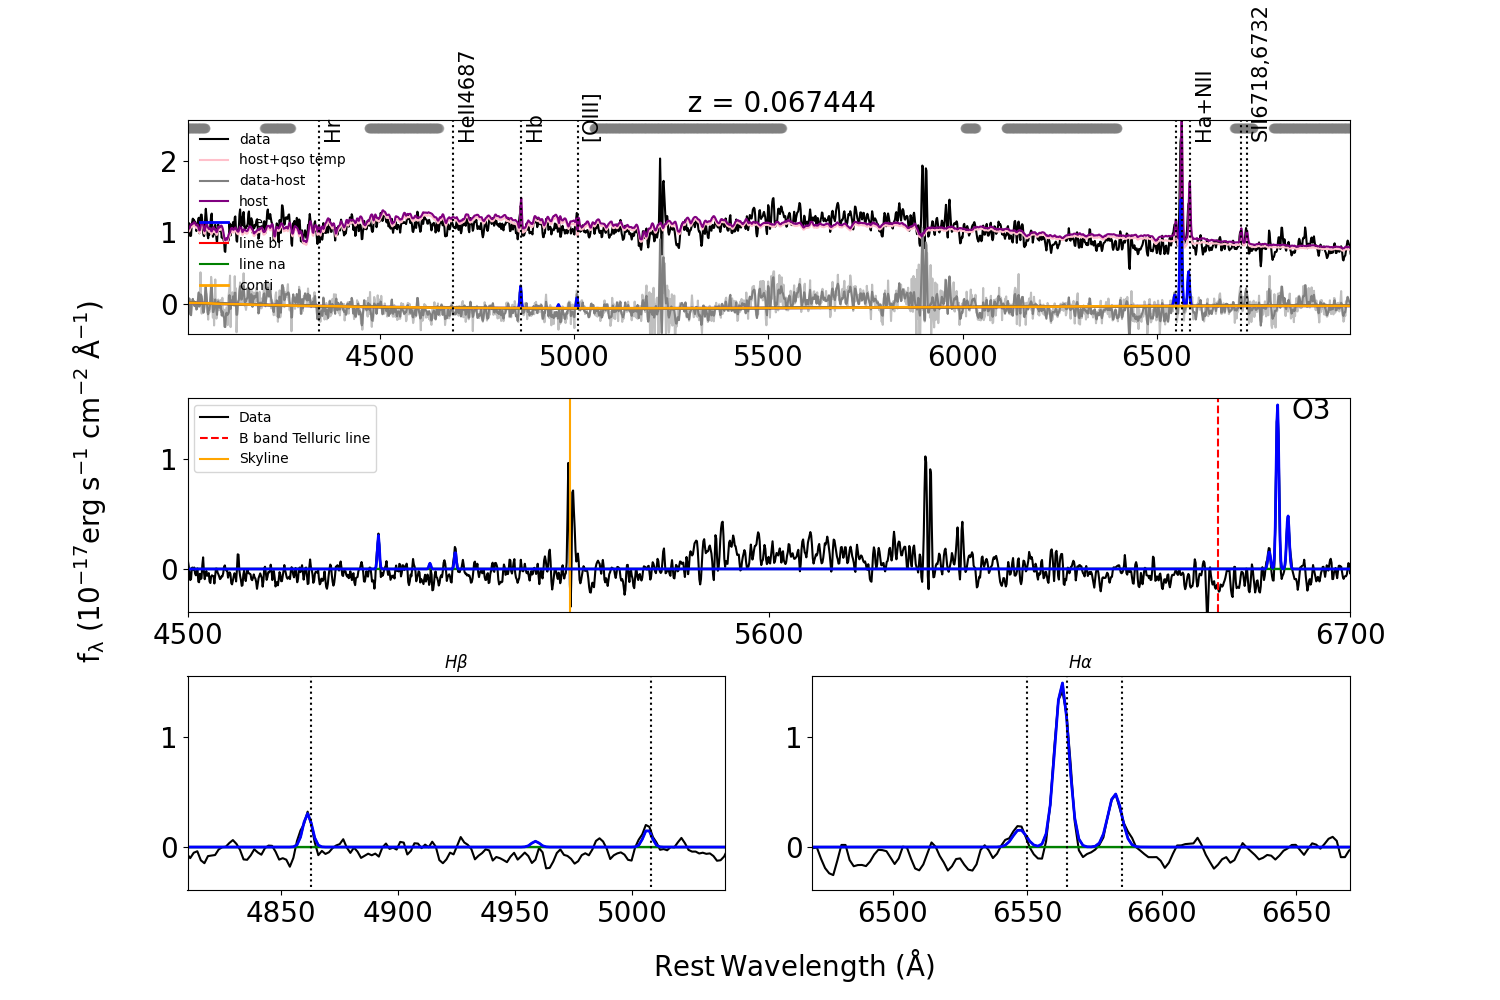 z = 0.067444
Hr
HeII4687
Hb
[OIII]
Ha+NII
SII6718,6732
data
host+qso temp
data-host
host
line br
line na
conti
2
1
0
4500
5000
5500
6000
6500
fλ (10−17erg s−1 cm−2 Å−1)
Data
B band Telluric line
Skyline
O3
1
0
4500
5600
6700
Hβ
1
0
4850
4900
4950
5000
Hα
1
0
6500
6550
6600
6650
Rest Wavelength (Å)